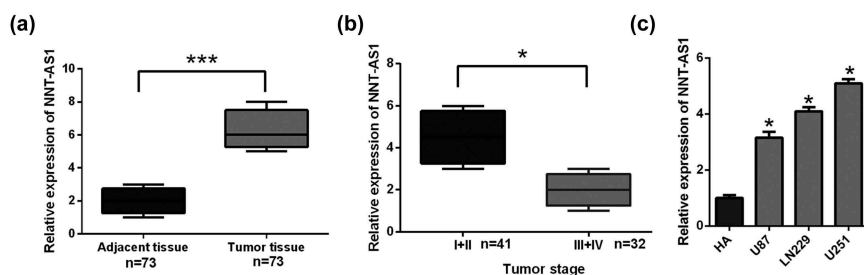 (a)
Relative expression of NNT-AS1
10
8
6
4
2
0
***
Adjacent tissue
n=73
Tumor tissue
n=73
(b)
Relative expression of NNT-AS1
8
6
4
2
0
*
I+II n=41
III+IV n=32
Tumor stage
(c)
Relative expression of NNT-AS1
6
4
2
0
*
*
*
HA
U87
LN229
U251